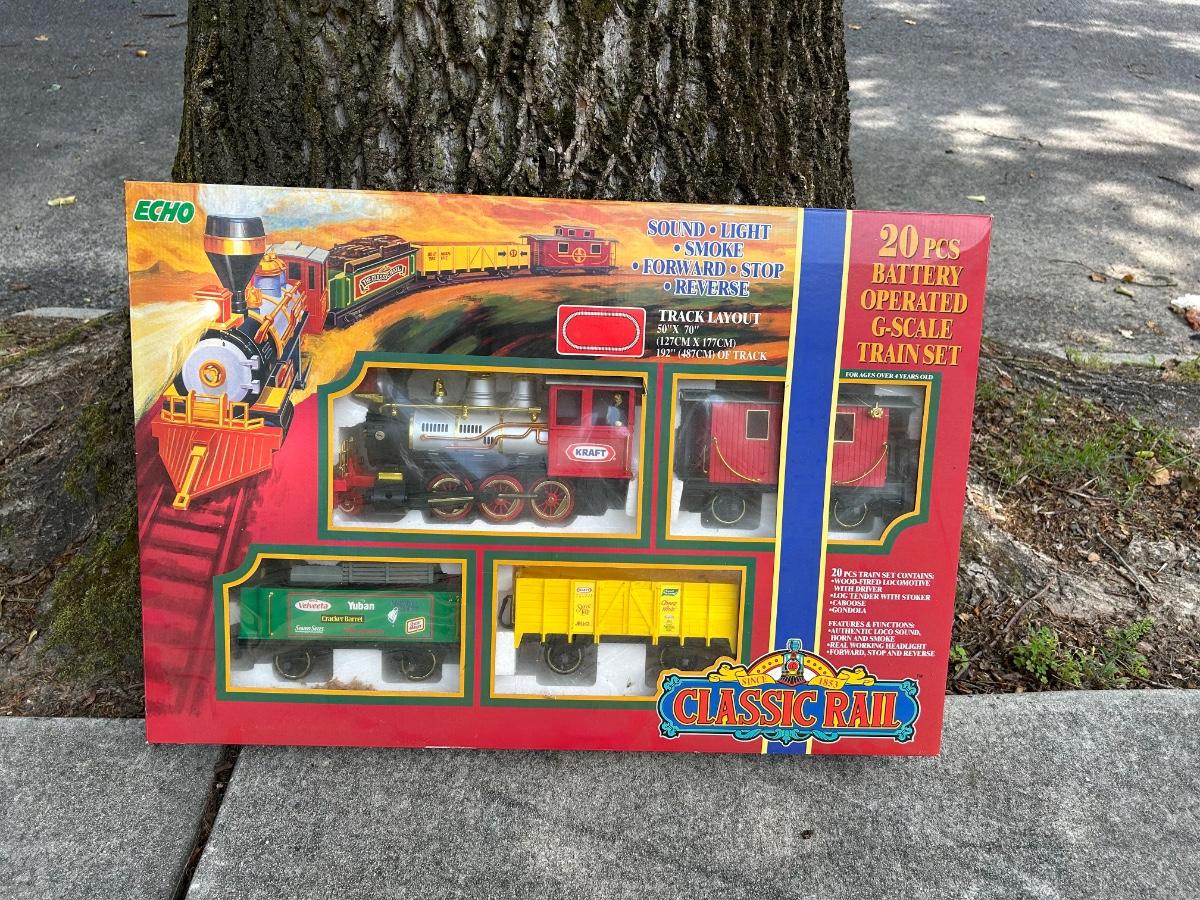 ECHO
SOUND • LIGHT
• SMOKE
• FORWARD • STOP
• REVERSE
TRACK LAYOUT
50"X 70"
(127CM X 177CM)
192" (487CM) OF TRACK
20 PCS
BATTERY
OPERATED
G-SCALE
TRAIN SET
FOR AGES OVER 4 YEARS OLD
KRAFT
Velveeta
Yuban
Cracker Barrel
20 PCS TRAIN SET CONTAINS:
•WOOD-FIRED LOCOMOTIVE
WITH DRIVER
•LOG TENDER WITH STOKER
•CABOOSE
•GONDOLA
FEATURES & FUNCTIONS:
•AUTHENTIC LOCO SOUND,
HORN AND SMOKE
•REAL WORKING HEADLIGHT
•FORWARD, STOP AND REVERSE
SINCE 1853
CLASSIC RAIL